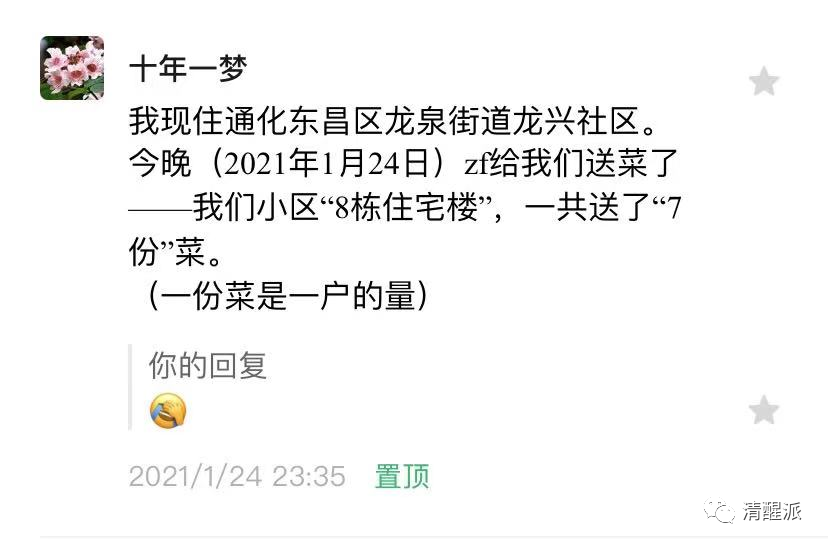 十年一梦
我现住通化东昌区龙泉街道龙兴社区。
今晚（2021年1月24日）zf给我们送菜了
——我们小区“8栋住宅楼”，一共送了“7
份”菜。
（一份菜是一户的量）
你的回复
🤦
2021/1/24 23:35 置顶
清醒派